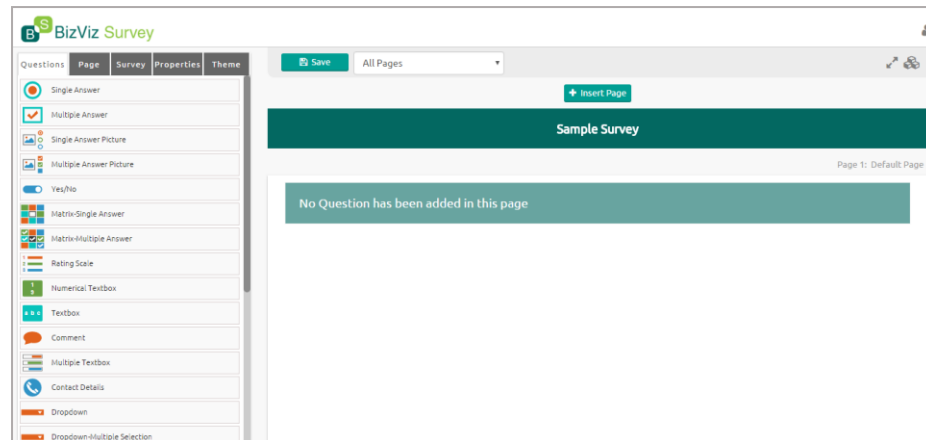 BS BizViz Survey
Questions Page Survey Properties Theme
Save All Pages
Single Answer
Multiple Answer
Single Answer Picture
Multiple Answer Picture
Yes/No
Matrix-Single Answer
Matrix-Multiple Answer
Rating Scale
Numerical Textbox
Textbox
Comment
Multiple Textbox
Contact Details
Dropdown
Dropdown-Multiple Selection
+ Insert Page
Sample Survey
Page 1: Default Page
No Question has been added in this page